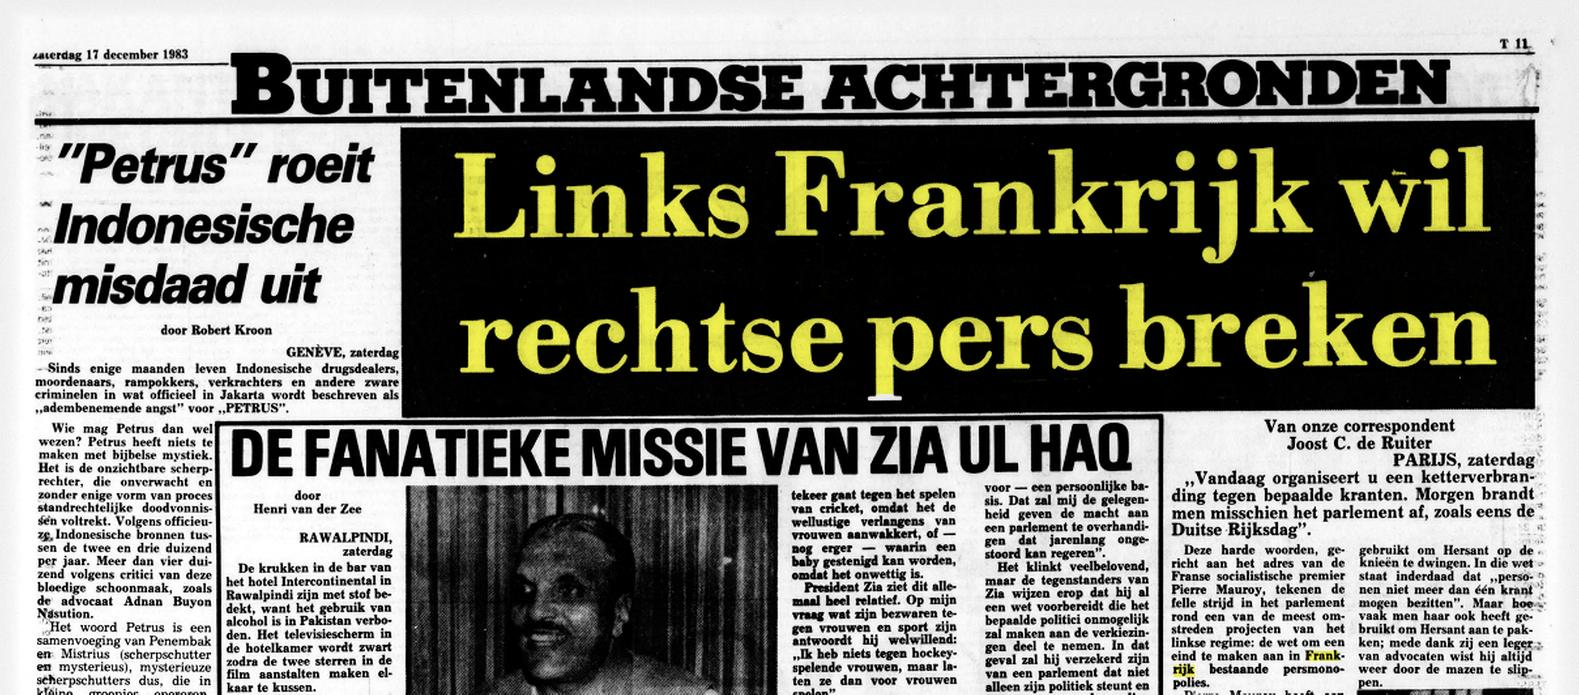 zaterdag 17 december 1983
T 11
BUITENLANDSE ACHTERGRONDEN
"Petrus" roeit
Indonesische
misdaad uit
door Robert Kroon
GENÈVE, zaterdag
Sinds enige maanden leven Indonesische drugsdealers,
moordenaars, rampokkers, verkrachters en andere zware
criminelen in wat officieel in Jakarta wordt beschreven als
„adembenemende angst" voor „PETRUS".
Wie mag Petrus dan wel
wezen? Petrus heeft niets te
maken met bijbelse mystiek.
Het is de onzichtbare scherp-
rechter, die onverwacht en
zonder enige vorm van proces
standrechtelijke doodvonnis-
sen voltrekt. Volgens officieu-
ze Indonesische bronnen tus-
sen de twee en drie duizend
per jaar. Meer dan vier dui-
zend volgens critici van deze
bloedige schoonmaak, zoals
de advocaat Adnan Buyon
Nasution.
Het woord Petrus is een
samenvoeging van Penembak
en Mistrius (scherpschutter
en mysterieus), mysterieuze
scherpschutters dus, die in
kleine groepjes opereren
Links Frankrijk wil
rechtse pers breken
DE FANATIEKE MISSIE VAN ZIA UL HAQ
door
Henri van der Zee
RAWALPINDI,
zaterdag
De krukken in de bar van
het hotel Intercontinental in
Rawalpindi zijn met stof be-
dekt, want het gebruik van
alcohol is in Pakistan verbo-
den. Het televisiescherm in
de hotelkamer wordt zwart
zodra de twee sterren in de
film aanstalten maken el-
kaar te kussen.
tekeer gaat tegen het spelen
van cricket, omdat het de
wellustige verlangens van
vrouwen aanwakkert, of —
nog erger — waarin een
baby gestenigd kan worden,
omdat het onwettig is.
President Zia ziet dit alle-
maal heel relatief. Op mijn
vraag wat zijn bezwaren te-
gen vrouwen en sport zijn
antwoordt hij welwillend:
„Ik heb niets tegen hockey-
spelende vrouwen, maar la-
ten ze dan voor vrouwen
spelen"
voor — een persoonlijke ba-
sis. Dat zal mij de gelegen-
heid geven de macht aan
een parlement te overhandi-
gen dat jarenlang onge-
stoord kan regeren".
Het klinkt veelbelovend,
maar de tegenstanders van
Zia wijzen erop dat hij al
een wet voorbereidt die het
bepaalde politici onmogelijk
zal maken aan de verkiezin-
gen deel te nemen. In dat
geval zal hij verzekerd zijn
van een parlement dat niet
alleen zijn politiek steunt en
Van onze correspondent
Joost C. de Ruiter
PARIJS, zaterdag
„Vandaag organiseert u een ketterverbran-
ding tegen bepaalde kranten. Morgen brandt
men misschien het parlement af, zoals eens de
Duitse Rijksdag".
Deze harde woorden, ge-
richt aan het adres van de
Franse socialistische premier
Pierre Mauroy, tekenen de
felle strijd in het parlement
rond een van de meest om-
streden projecten van het
linkse regime: de wet om een
eind te maken aan in Frank-
rijk bestaande persmono-
polies.
gebruikt om Hersant op de
knieën te dwingen. In die wet
staat inderdaad dat „perso-
nen niet meer dan één krant
mogen bezitten". Maar hoe
vaak men haar ook heeft ge-
bruikt om Hersant aan te pak-
ken; mede dank zij een leger
van advocaten wist hij altijd
weer door de mazen te slip-
pen.